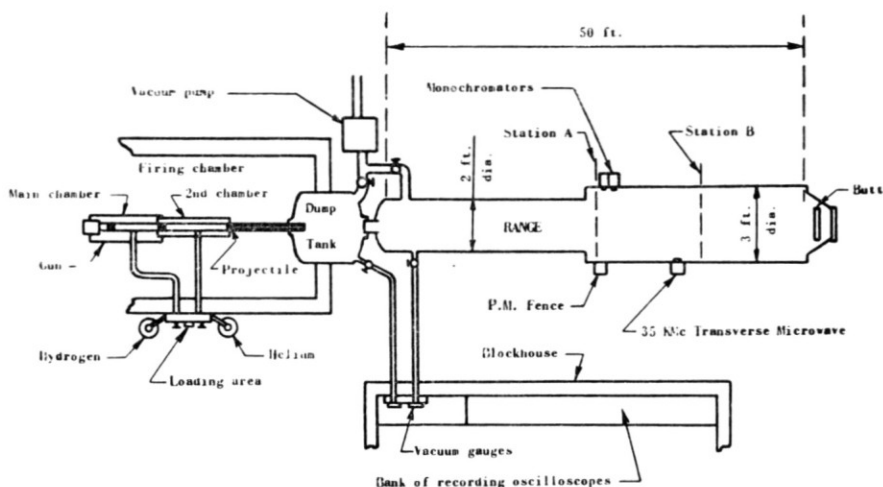 50 ft.
Vacuum pump
Monochromators
Station A
Station B
Firing chamber
2 ft.
dia.
Main chamber
2nd chamber
Dump
Tank
RANGE
3 ft.
dia.
Butt
Gun
Projectile
P.M. Fence
35 KMc Transverse Microwave
Hydrogen
Helium
Loading area
Blockhouse
Vacuum gauges
Bank of recording oscilloscopes